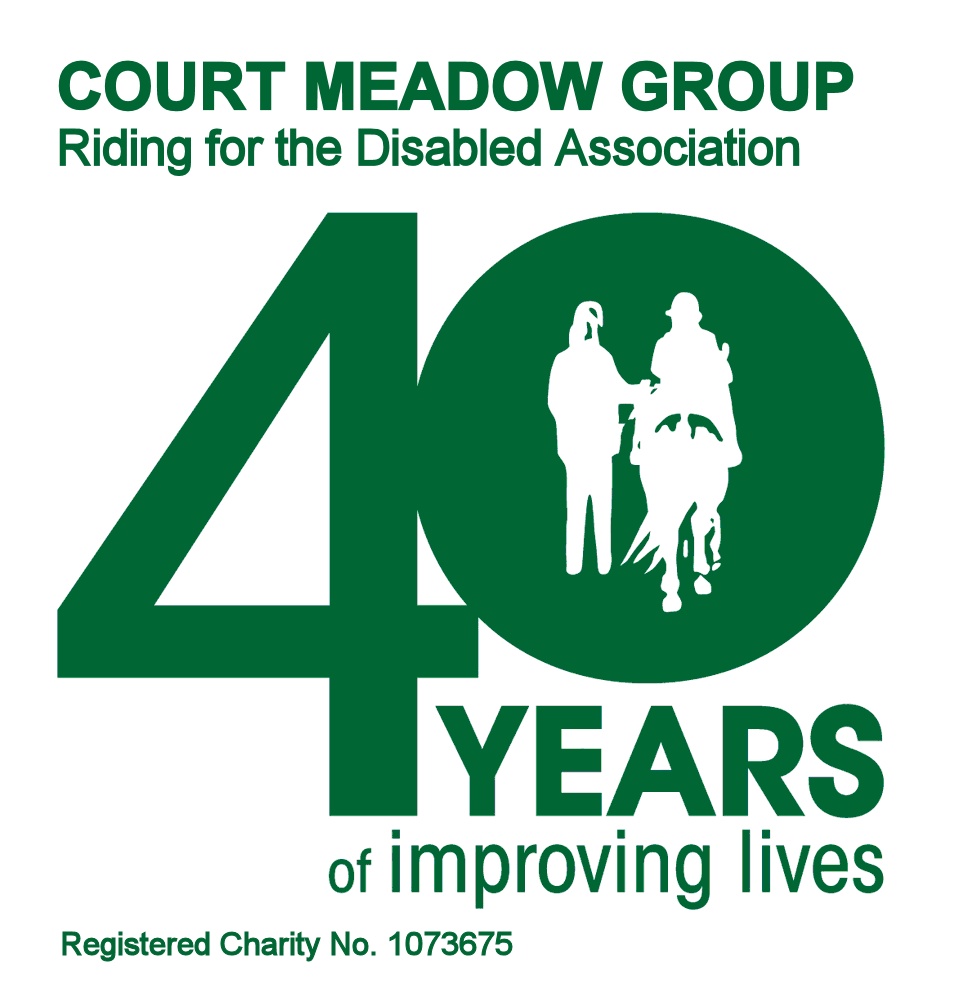 COURT MEADOW GROUP
Riding for the Disabled Association
40
YEARS
of improving lives
Registered Charity No. 1073675